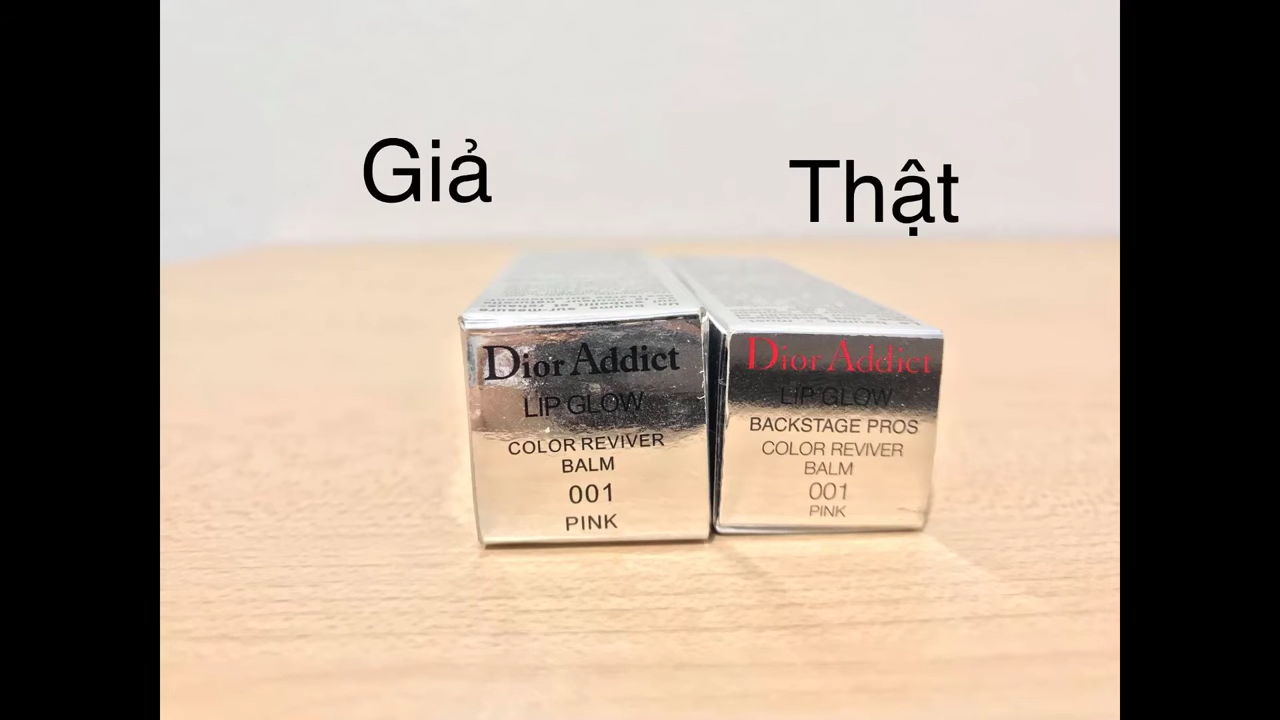 Giả
Thật
Dior Addict
LIP GLOW
COLOR REVIVER
BALM
001
PINK
Dior Addict
LIP GLOW
BACKSTAGE PROS
COLOR REVIVER
BALM
001
PINK